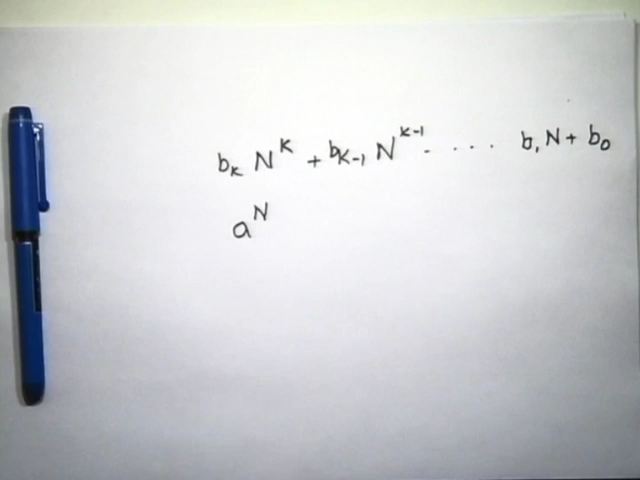 b_k N^k + b_{k-1} N^{k-1} . . . . b_1 N + b_0
a^N